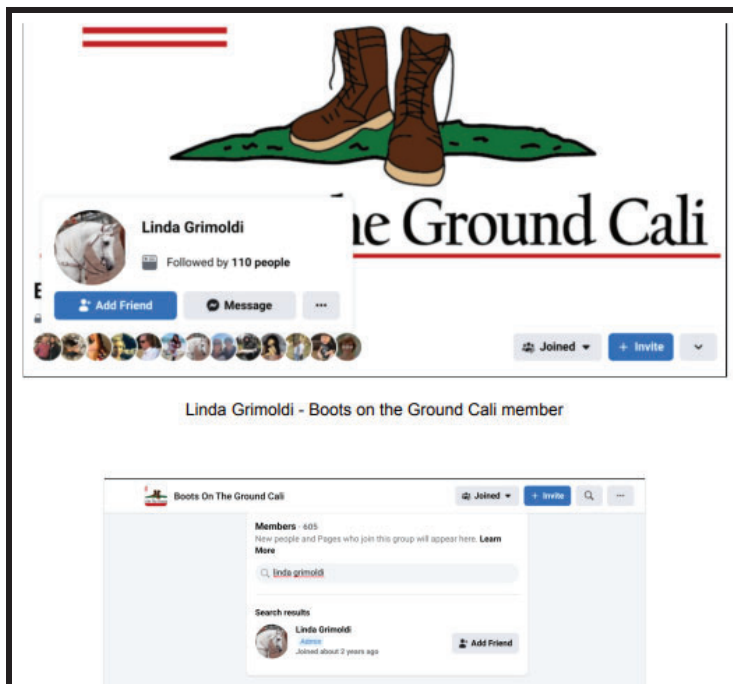 he Ground Cali
Linda Grimoldi
Followed by 110 people
Add Friend
Message
Joined
+ Invite
Linda Grimoldi - Boots on the Ground Cali member
Boots On The Ground Cali
Joined
+ Invite
Members · 605
New people and Pages who join this group will appear here. Learn
More
linda grimoldi
Search results
Linda Grimoldi
Admin
Joined about 2 years ago
Add Friend